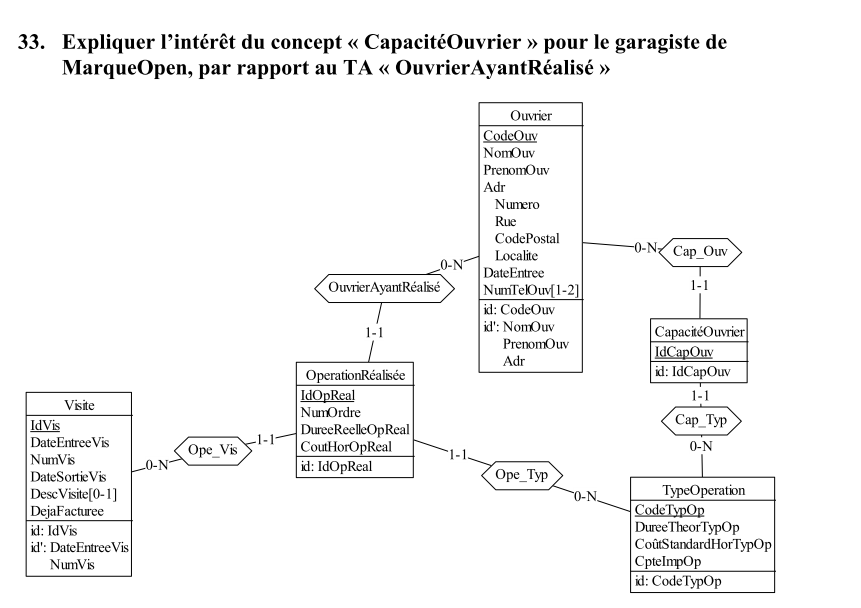 33. Expliquer l'intérêt du concept « CapacitéOuvrier » pour le garagiste de
MarqueOpen, par rapport au TA « OuvrierAyantRéalisé »
Ouvrier
CodeOuv
NomOuv
PrenomOuv
Adr
Numero
Rue
CodePostal
Localite
DateEntree
NumTelOuv[1-2]
id: CodeOuv
id': NomOuv
PrenomOuv
Adr
0-N
Cap_Ouv
1-1
0-N
OuvrierAyantRéalisé
1-1
CapacitéOuvrier
IdCapOuv
id: IdCapOuv
1-1
Cap_Typ
0-N
OperationRéalisée
IdOpReal
NumOrdre
DureeReelleOpReal
CoutHorOpReal
id: IdOpReal
Visite
IdVis
DateEntreeVis
NumVis
DateSortieVis
DescVisite[0-1]
DejaFacturee
id: IdVis
id': DateEntreeVis
NumVis
0-N
Ope_Vis
1-1
1-1
Ope_Typ
0-N
TypeOperation
CodeTypOp
DureeTheorTypOp
CoûtStandardHorTypOp
CpteImpOp
id: CodeTypOp